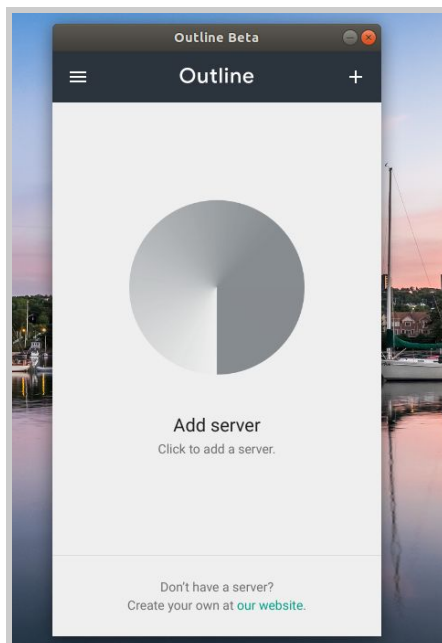 Outline Beta
Outline
Add server
Click to add a server.
Don't have a server?
Create your own at our website.